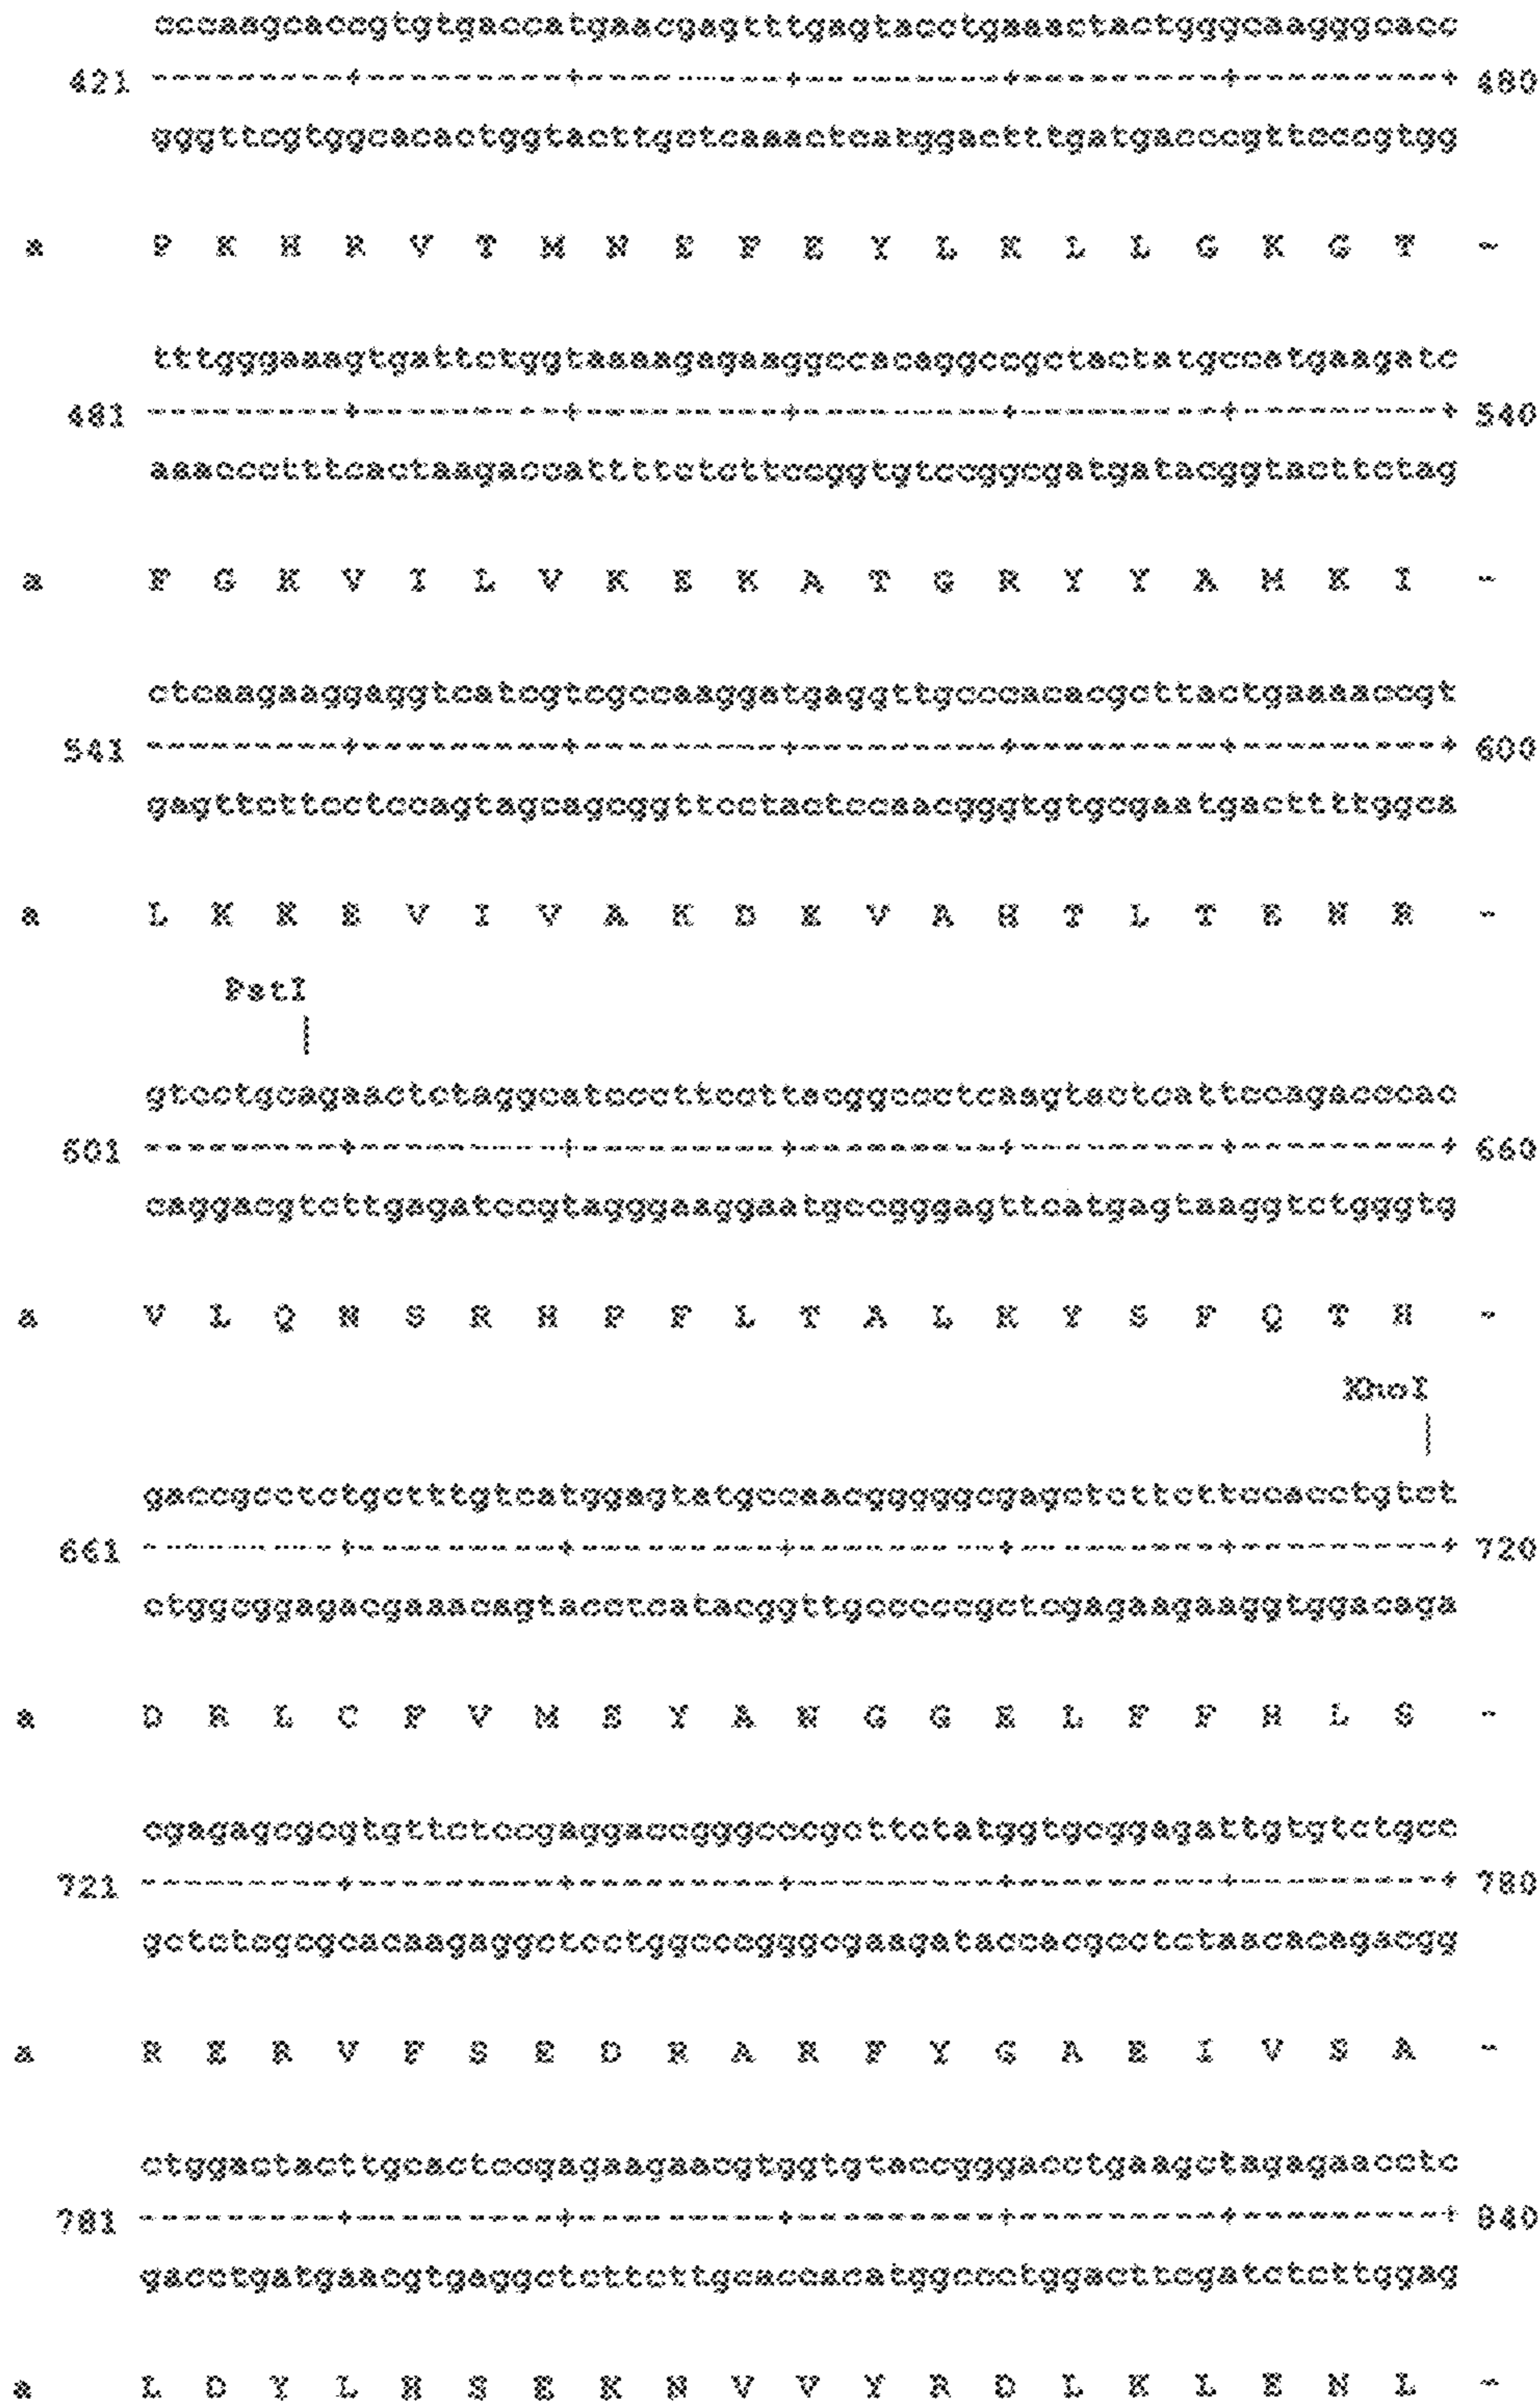 cccaagcaccgtgtgaccatgaacgagtttgagtacctgaaactactgggcaagggcacc
421 ---------+---------+---------+---------+---------+---------+ 480
gggttcgtggcacactggtacttgctcaaactcatggactttgatgacccgttcccgtgg
a P K H R V T M N E F E Y L K L L G K G T -
tttgggaaagtgattctggtaaaagagaaggccacaggccgctactatgccatgaagatc
481 ---------+---------+---------+---------+---------+---------+ 540
aaaccctttcactaagaccattttctcttccggtgtccggcgatgatacggtacttctag
a F G K V I L V K E K A T G R Y Y A M K I -
ctcaagaaggaggtcatcgtcgccaaggatgaggttgcccacacgcttactgaaaaccgt
541 ---------+---------+---------+---------+---------+---------+ 600
gagttcttcctccagtagcagcggttcctactccaacgggtgtgcgaatgacttttggca
a L K K E V I V A K D E V A H T L T E N R -
PstI
|
gtcctgcagaactctaggcatcccttccttacggccctcaagtactcattccagacccac
601 ---------+---------+---------+---------+---------+---------+ 660
caggacgtcttgagatccgtagggaaggaatgccgggagttcatgagtaaggtctgggtg
a V L Q N S R H P F L T A L K Y S F Q T H -
XhoI
|
gaccgcctctgctttgtcatggagtatgccaacgggggcgagctcttcttccacctgtct
661 ---------+---------+---------+---------+---------+---------+ 720
ctggcggagacgaaacagtacctcatacggttgcccccgctcgagaagaaggtggacaga
a D R L C F V M E Y A N G G E L F F H L S -
cgagagcgcgtgttctccgaggaccgggcccgcttctatggtgcggagattgtgtctgcc
721 ---------+---------+---------+---------+---------+---------+ 780
gctctcgcgcacaagaggctcctggcccgggcgaagataccacgcctctaacacagacgg
a R E R V F S E D R A R F Y G A E I V S A -
ctggactacttgcactccgagaagaacgtggtgtaccgggacctgaagctagagaacctc
781 ---------+---------+---------+---------+---------+---------+ 840
gacctgatgaacgtgaggctcttcttgcaccacatggccctggacttcgatctcttggag
a L D Y L H S E K N V V Y R D L K L E N L -